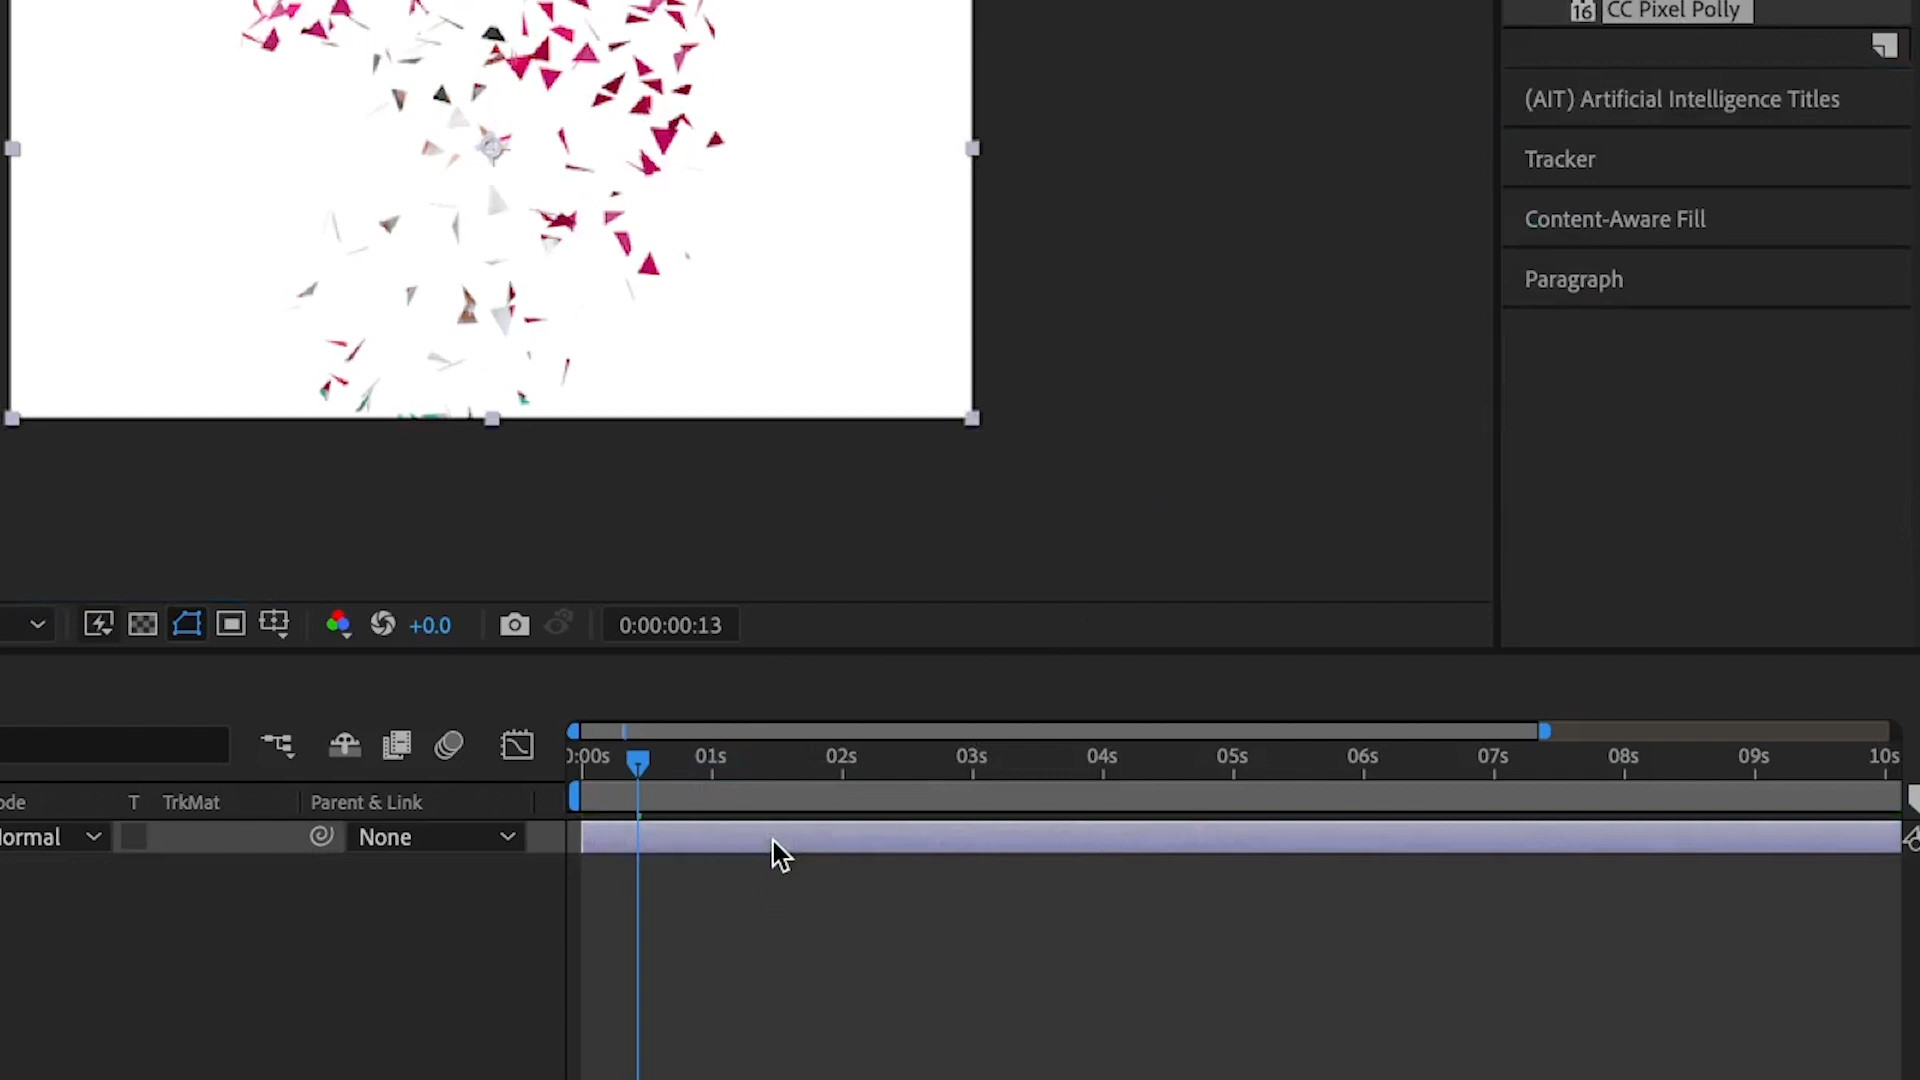 16 CC Pixel Polly
(AIT) Artificial Intelligence Titles
Tracker
Content-Aware Fill
Paragraph
+0.0 0:00:00:13
0:00s 01s 02s 03s 04s 05s 06s 07s 08s 09s 10s
ode T TrkMat Parent & Link
Normal None